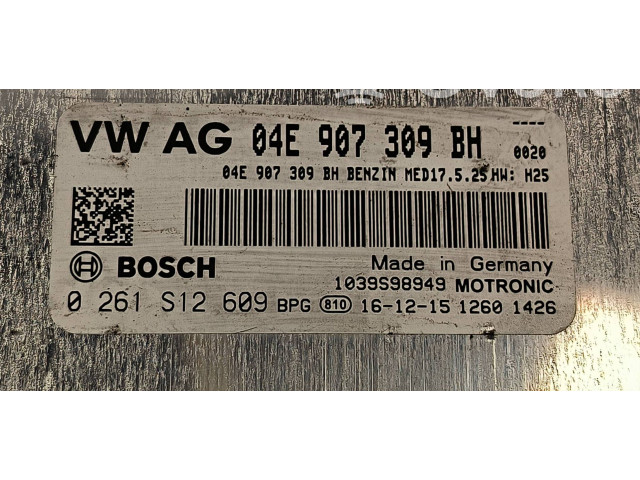 VW AG 04E 907 309 BH ----
0020
04E 907 309 BH BENZIN MED17.5.25 HW: H25
BOSCH Made in Germany
1039S98949 MOTRONIC
0 261 S12 609 BPG 810 16-12-15 1260 1426